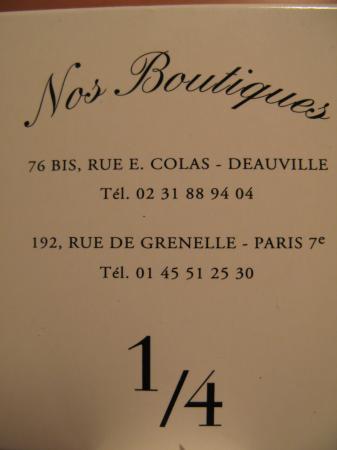 Nos Boutiques
76 BIS, RUE E. COLAS - DEAUVILLE
Tél. 02 31 88 94 04
192, RUE DE GRENELLE - PARIS 7e
Tél. 01 45 51 25 30
1/4